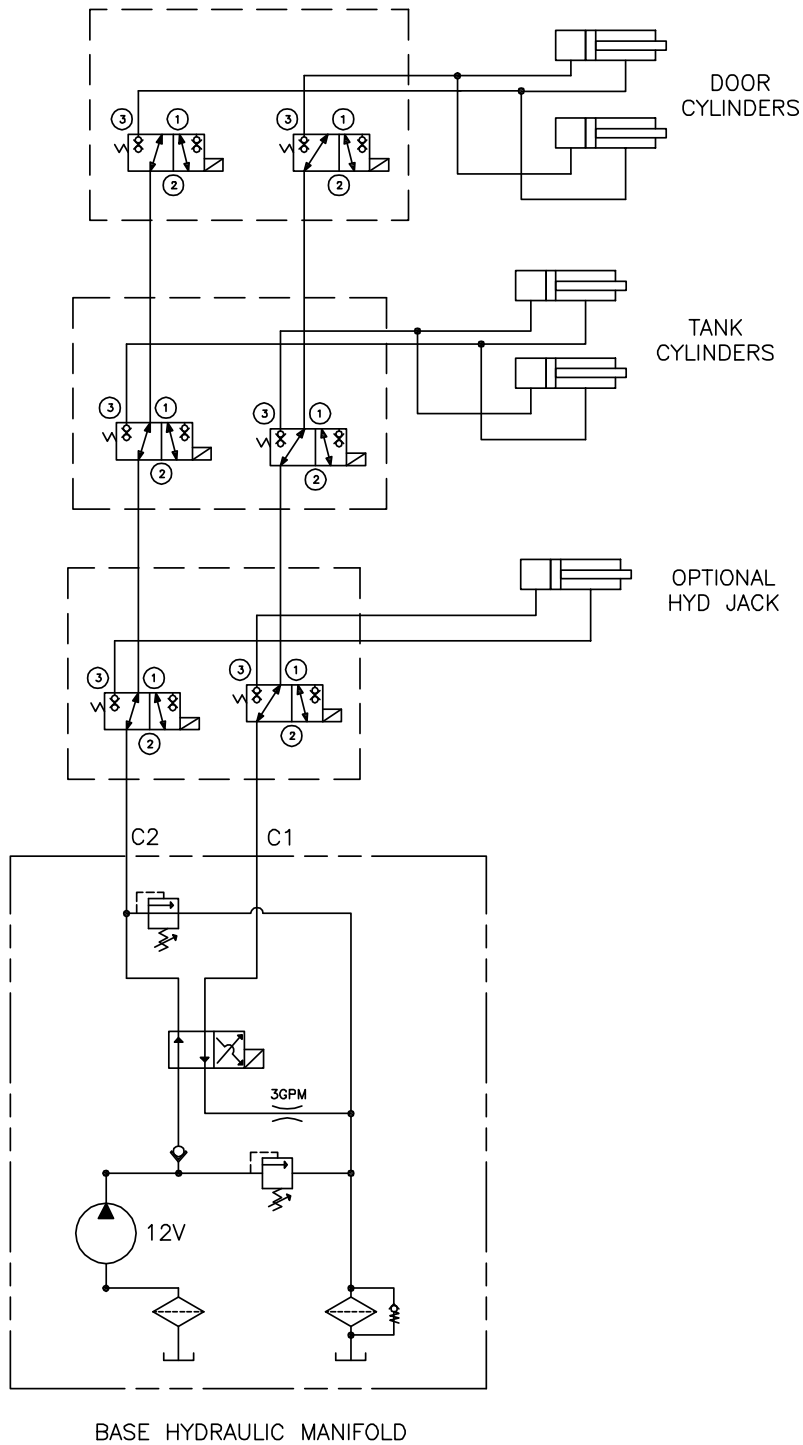 DOOR
CYLINDERS
3
1
3
1
2
2
TANK
CYLINDERS
3
1
3
1
2
2
OPTIONAL
HYD JACK
3
1
3
1
2
2
C2
C1
3GPM
12V
BASE HYDRAULIC MANIFOLD